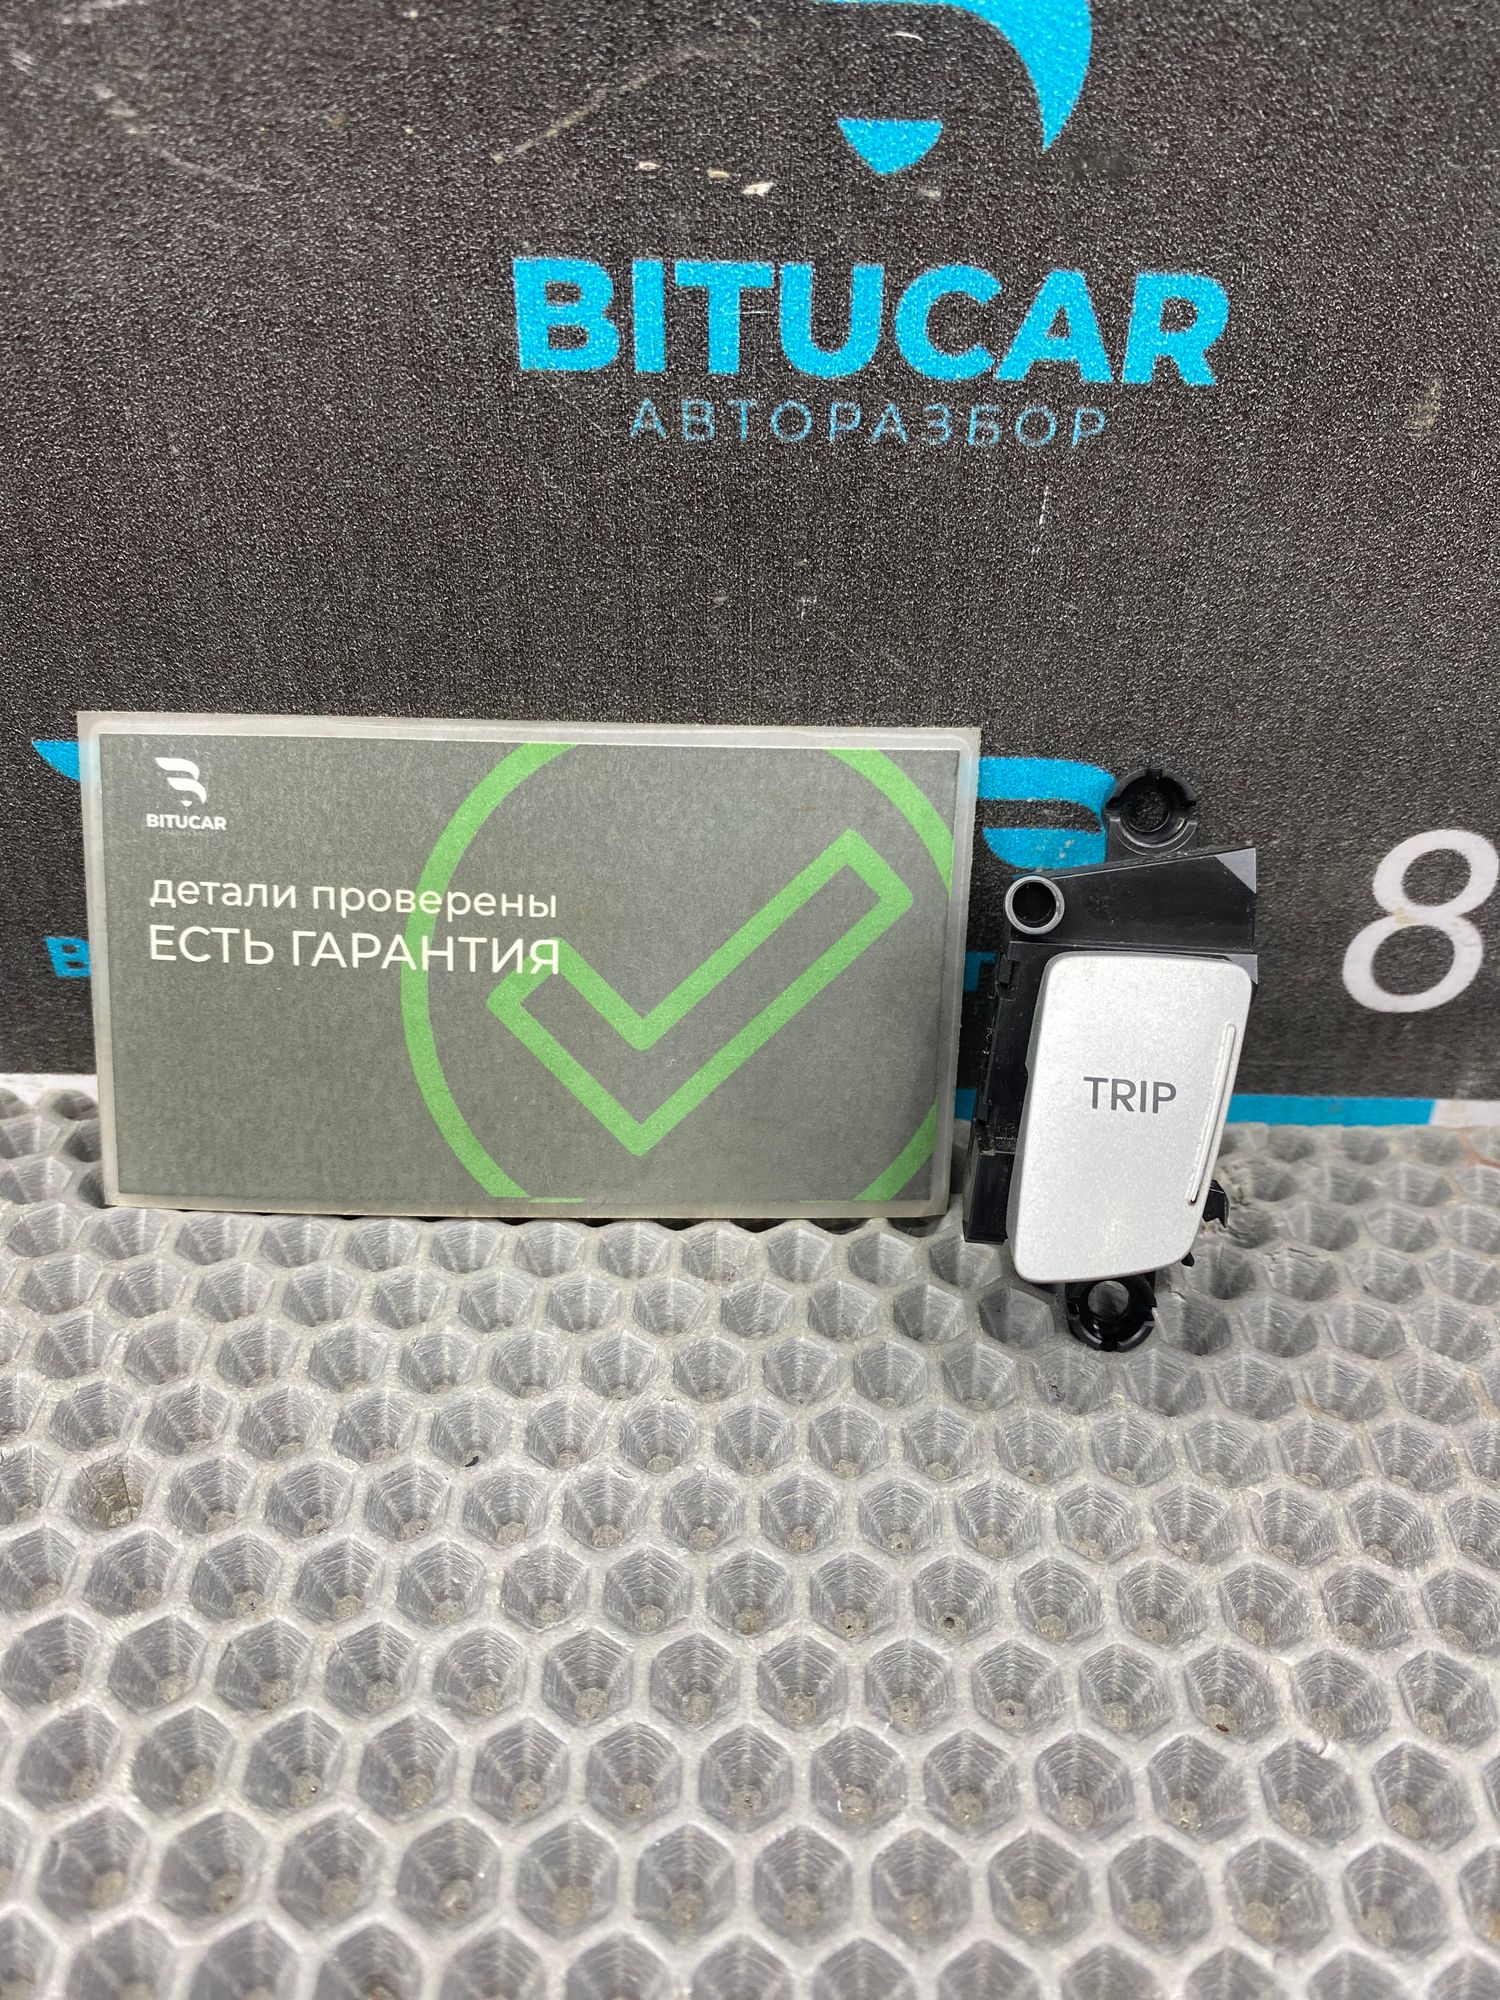 BITUCAR
АВТОРАЗБОР
BITUCAR
детали проверены
ЕСТЬ ГАРАНТИЯ
TRIP
8